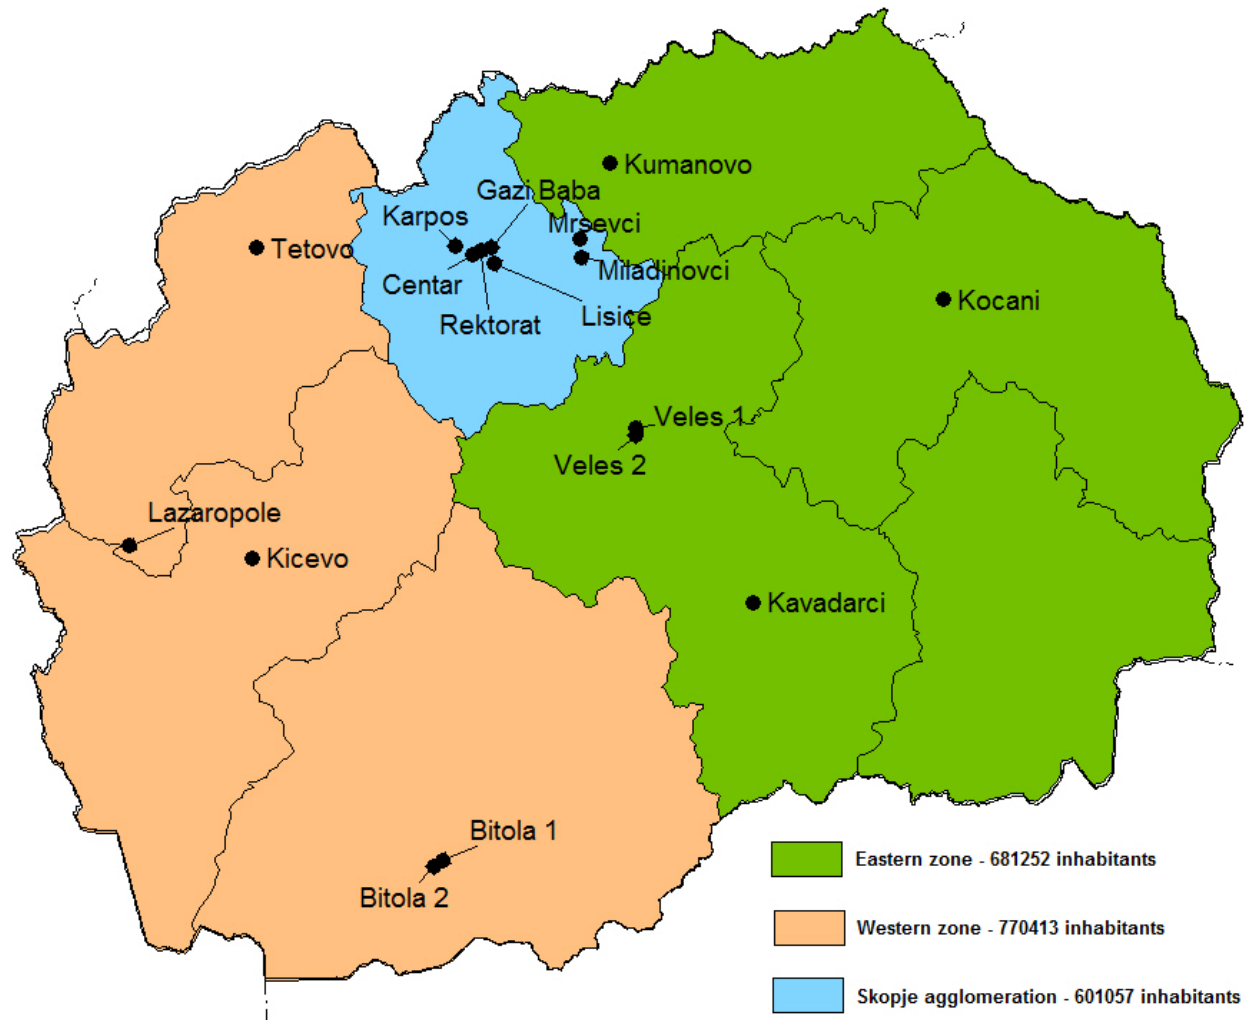 Kumanovo
Gazi Baba
Karpos
Mrsevci
Tetovo
Miladinovci
Centar
Kocani
Lisice
Rektorat
Veles 1
Veles 2
Lazaropole
Kicevo
Kavadarci
Bitola 1
Bitola 2
Eastern zone - 681252 inhabitants
Western zone - 770413 inhabitants
Skopje agglomeration - 601057 inhabitants